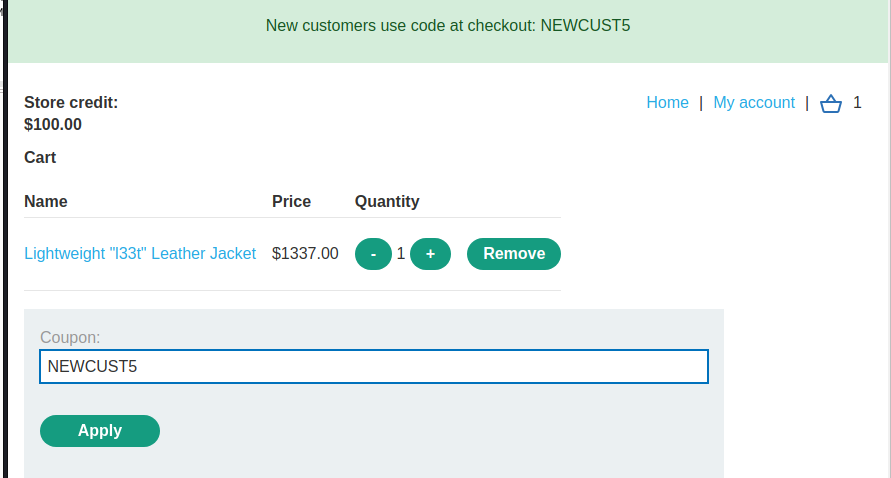 New customers use code at checkout: NEWCUST5
Store credit:
$100.00
Home | My account | 1
Cart
Name Price Quantity
Lightweight "l33t" Leather Jacket $1337.00 - 1 + Remove
Coupon:
NEWCUST5
Apply